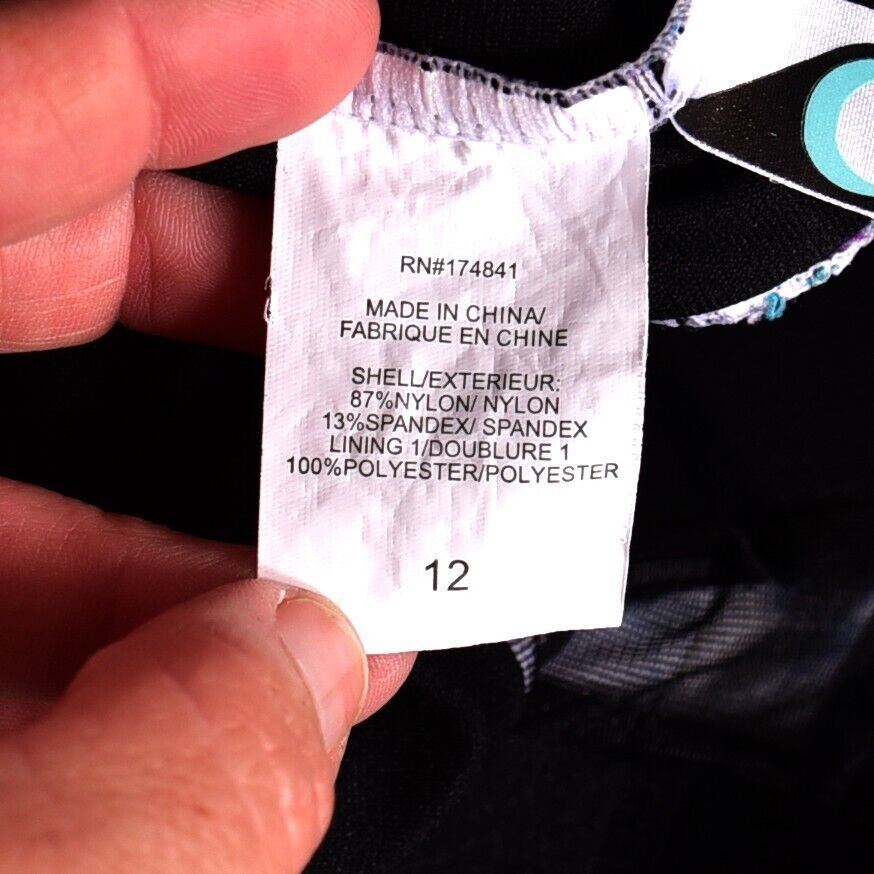 RN#174841
MADE IN CHINA/
FABRIQUE EN CHINE
SHELL/EXTERIEUR:
87%NYLON/ NYLON
13%SPANDEX/ SPANDEX
LINING 1/DOUBLURE 1
100%POLYESTER/POLYESTER
12